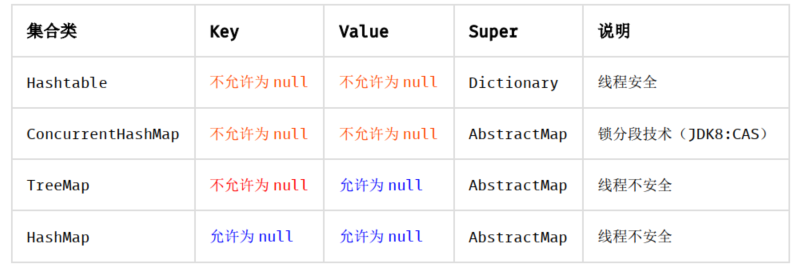 集合类 Key Value Super 说明
Hashtable 不允许为 null 不允许为 null Dictionary 线程安全
ConcurrentHashMap 不允许为 null 不允许为 null AbstractMap 锁分段技术（JDK8:CAS）
TreeMap 不允许为 null 允许为 null AbstractMap 线程不安全
HashMap 允许为 null 允许为 null AbstractMap 线程不安全